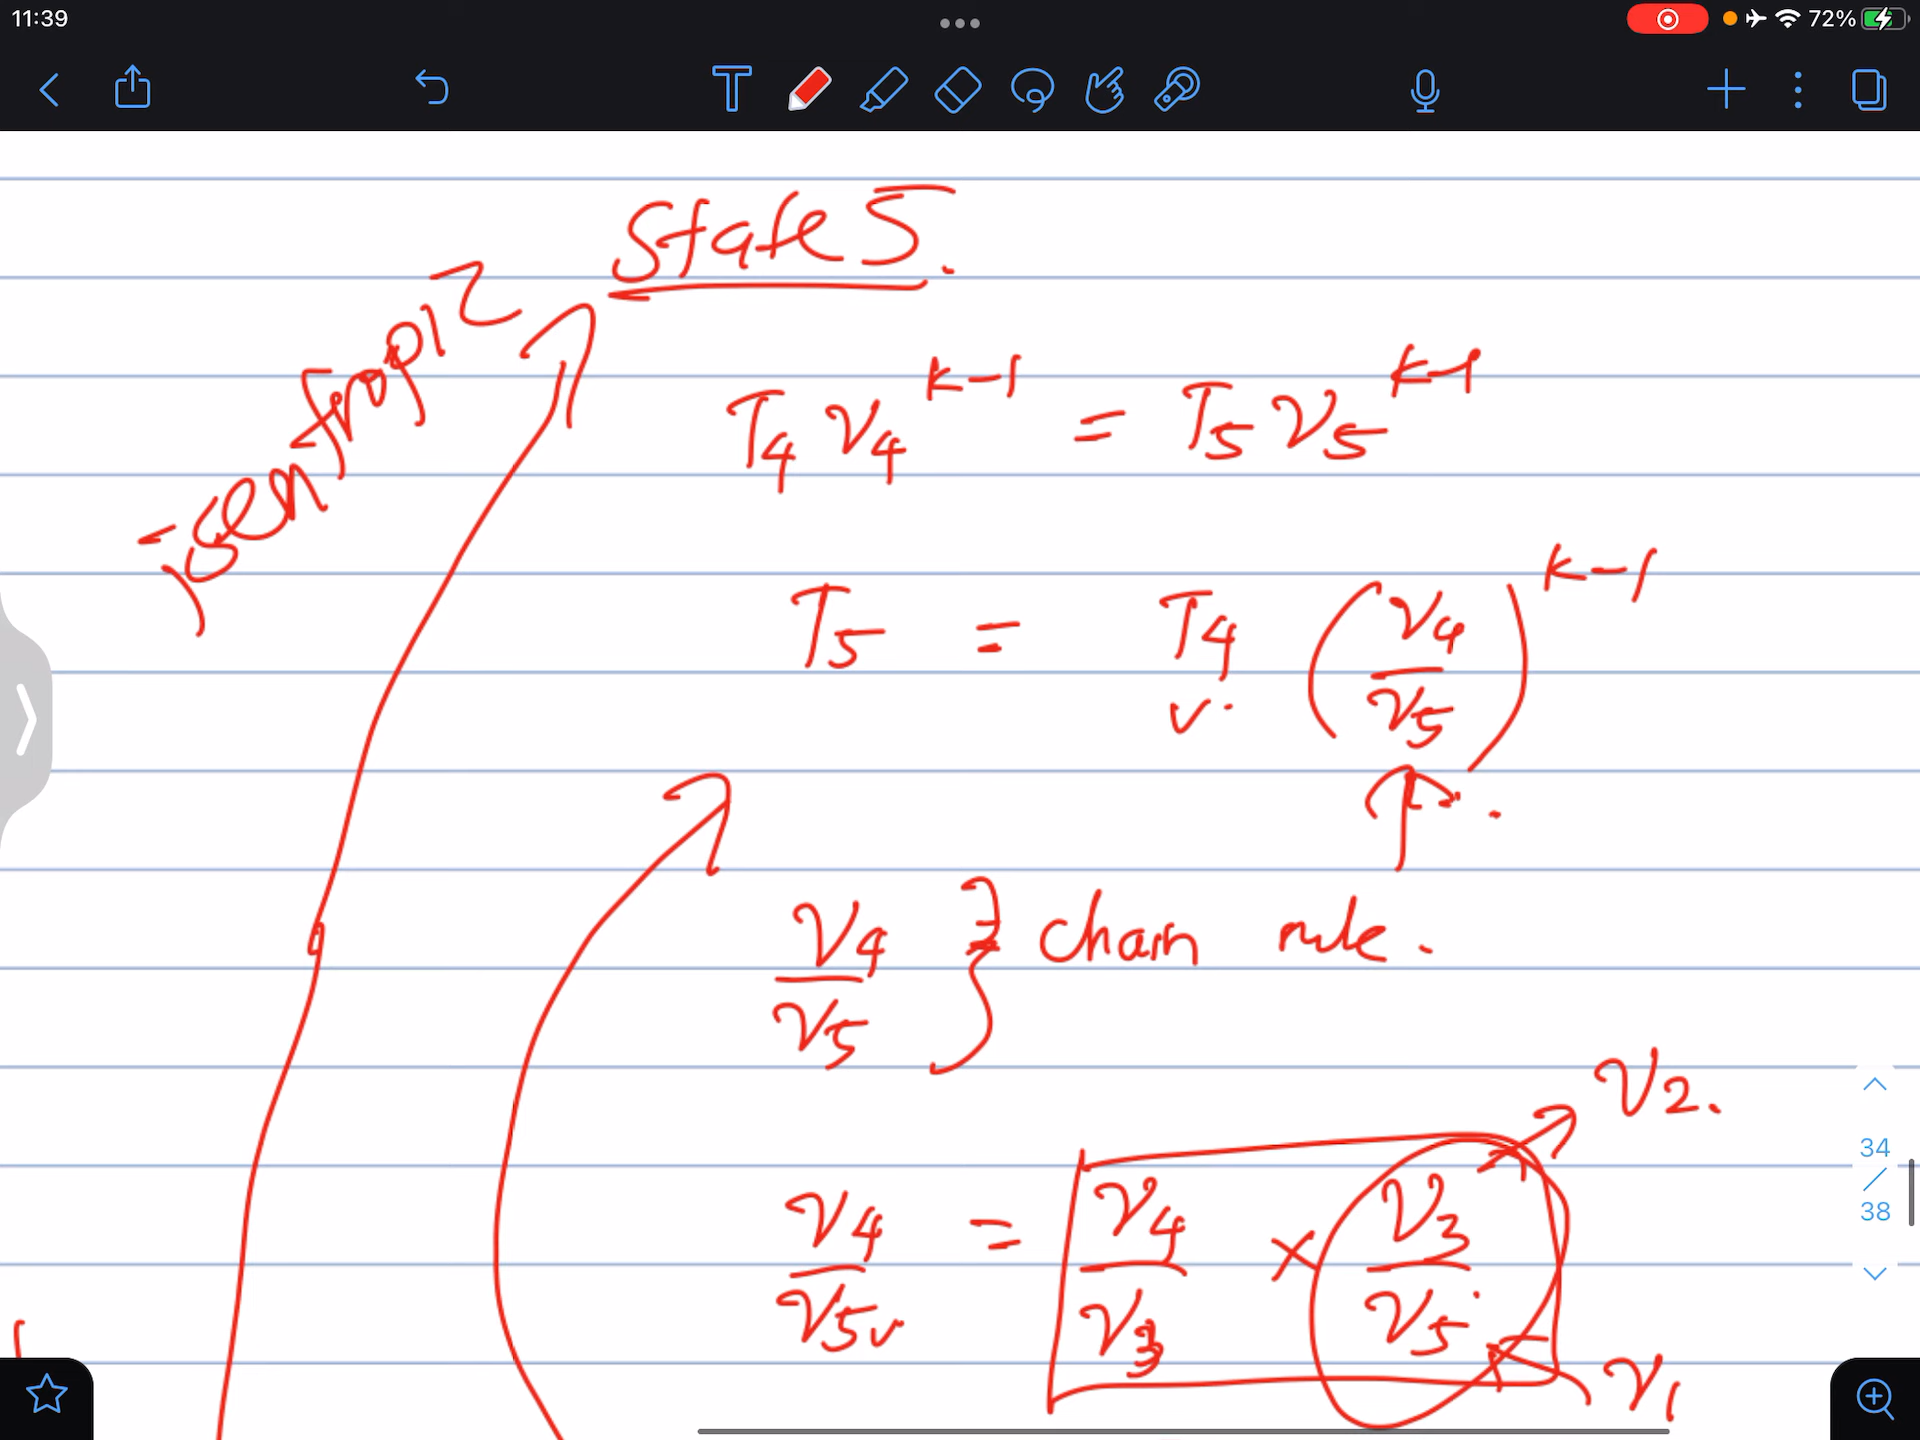 11:39
72%
State 5.
isentropic
T4 v4^k-1 = T5 v5^k-1
T5 = T4 (v4/v5)^k-1
v4/v5 } chain rule.
v2.
v4/v5 = v4/v3 × v3/v5
v1
34
/
38